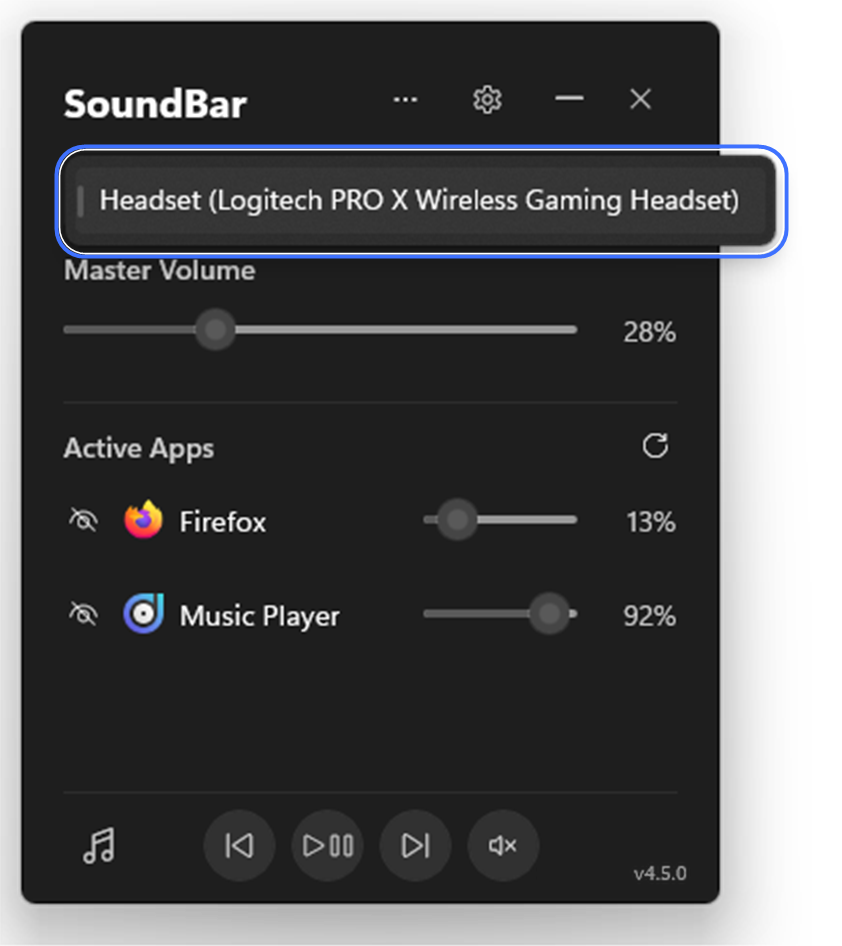 SoundBar
Headset (Logitech PRO X Wireless Gaming Headset)
Master Volume
28%
Active Apps
Firefox
13%
Music Player
92%
v4.5.0